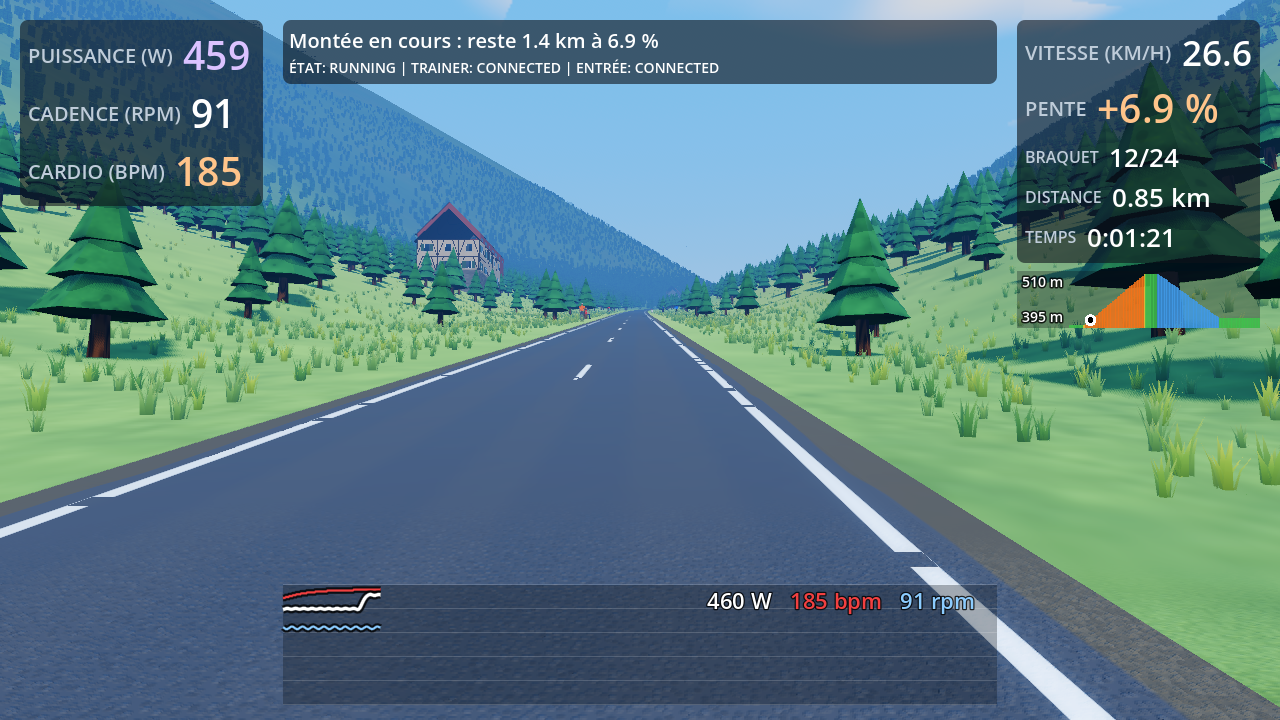 PUISSANCE (W) 459
CADENCE (RPM) 91
CARDIO (BPM) 185
Montée en cours : reste 1.4 km à 6.9 %
ÉTAT: RUNNING | TRAINER: CONNECTED | ENTRÉE: CONNECTED
VITESSE (KM/H) 26.6
PENTE +6.9 %
BRAQUET 12/24
DISTANCE 0.85 km
TEMPS 0:01:21
510 m
395 m
460 W 185 bpm 91 rpm